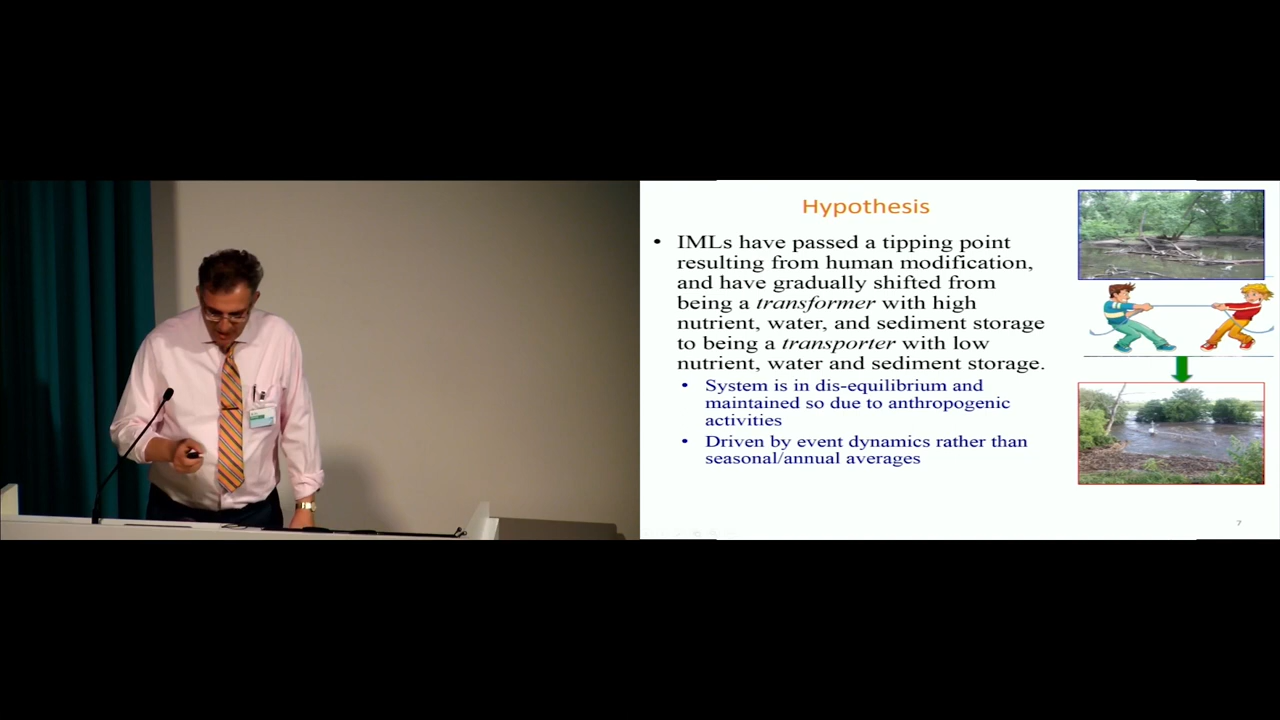 Hypothesis
• IMLs have passed a tipping point
resulting from human modification,
and have gradually shifted from
being a transformer with high
nutrient, water, and sediment storage
to being a transporter with low
nutrient, water and sediment storage.
• System is in dis-equilibrium and
maintained so due to anthropogenic
activities
• Driven by event dynamics rather than
seasonal/annual averages
7